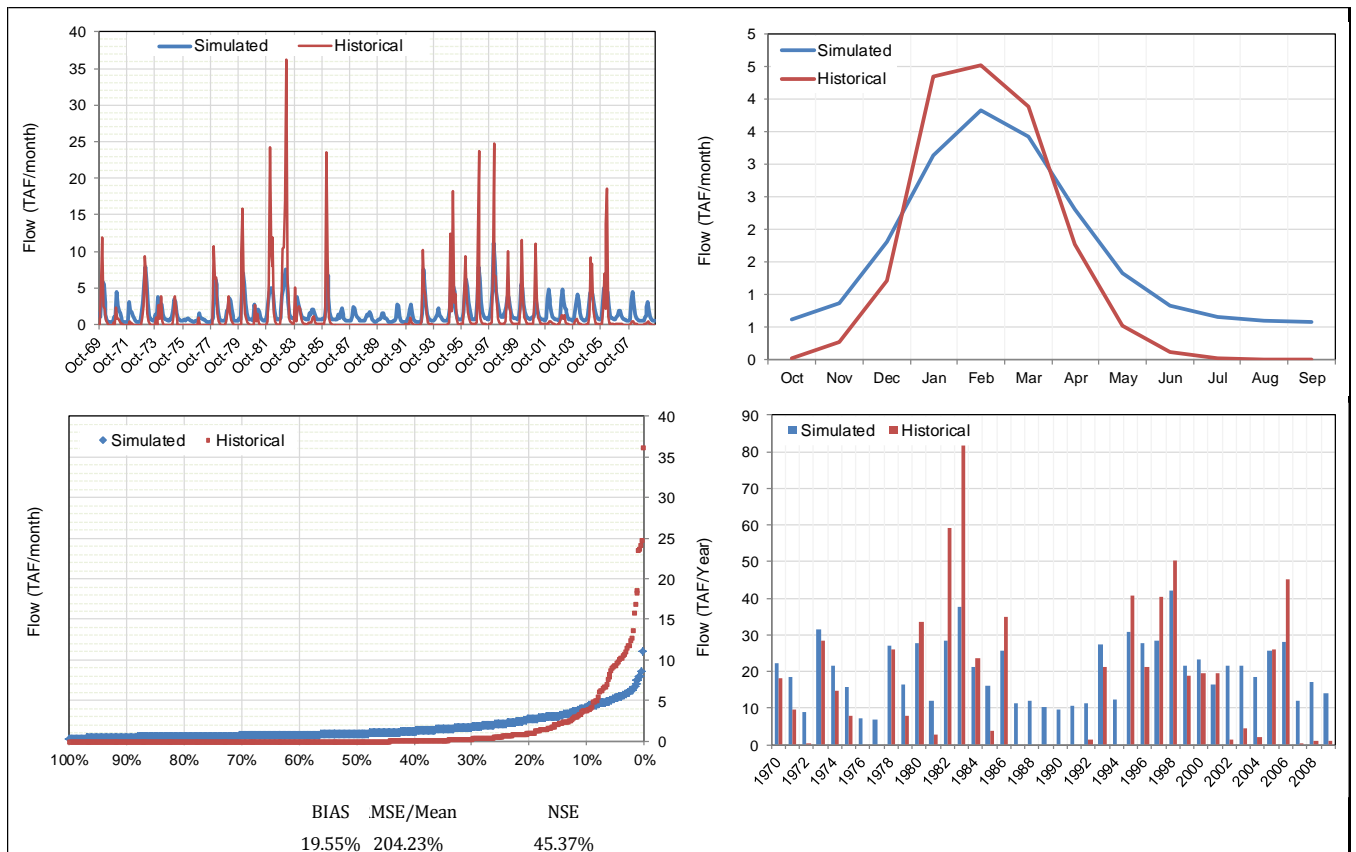 Simulated Historical
Flow (TAF/month)
40
35
30
25
20
15
10
5
0
Oct-69 Oct-71 Oct-73 Oct-75 Oct-77 Oct-79 Oct-81 Oct-83 Oct-85 Oct-87 Oct-89 Oct-91 Oct-93 Oct-95 Oct-97 Oct-99 Oct-01 Oct-03 Oct-05 Oct-07
Simulated
Historical
Flow (TAF/month)
5
5
4
4
3
3
2
2
1
1
0
Oct Nov Dec Jan Feb Mar Apr May Jun Jul Aug Sep
Simulated Historical
Flow (TAF/month)
40
35
30
25
20
15
10
5
0
100% 90% 80% 70% 60% 50% 40% 30% 20% 10% 0%
Simulated Historical
Flow (TAF/Year)
90
80
70
60
50
40
30
20
10
0
1970 1972 1974 1976 1978 1980 1982 1984 1986 1988 1990 1992 1994 1996 1998 2000 2002 2004 2006 2008
BIAS MSE/Mean NSE
19.55% 204.23% 45.37%